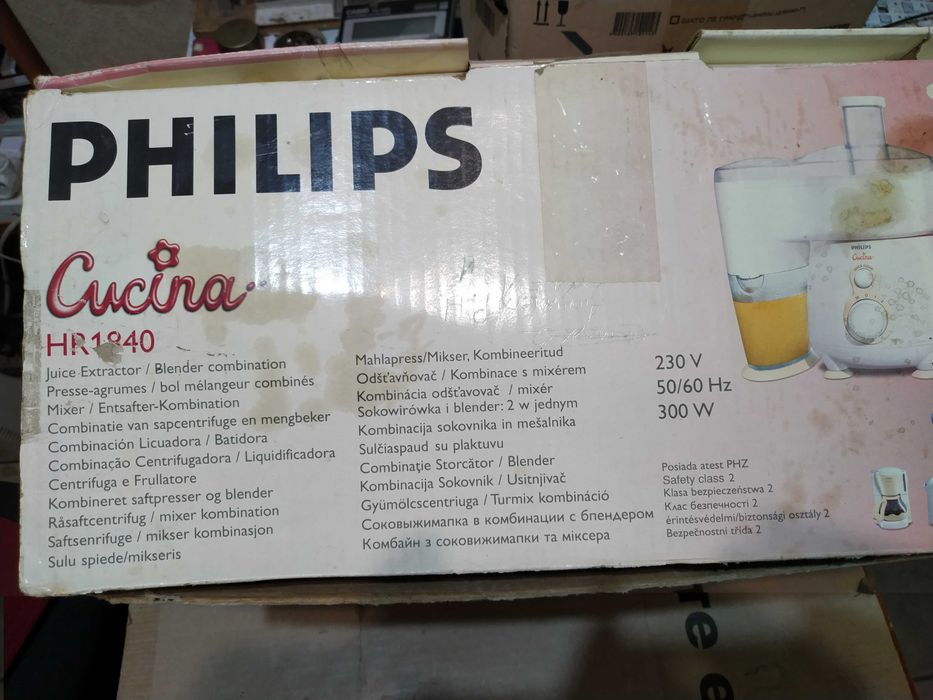 PHILIPS
Cucina
HR1840
Juice Extractor / Blender combination
Presse-agrumes / bol mélangeur combinés
Mixer / Entsafter-Kombination
Combinatie van sapcentrifuge en mengbeker
Combinación Licuadora / Batidora
Combinação Centrifugadora / Liquidificadora
Centrifuga e Frullatore
Kombineret saftpresser og blender
Råsaftcentrifug / mixer kombination
Saftsenrifuge / mikser kombinasjon
Sulu spiede/mikseris
Mahlapress/Mikser, Kombineeritud
Odšťavňovač / Kombinace s mixérem
Kombinácia odšťavovač / mixér
Sokowirówka i blender: 2 w jednym
Kombinacija sokovnika in mešalnika
Sulčiaspaud su plaktuvu
Combinaţie Storcător / Blender
Kombinacija Sokovnik / Usitnjivač
Gyümölcscentriuga / Turmix kombináció
Соковыжимапка в комбинации с бпендером
Комбайн з соковижимапки та міксера
230 V
50/60 Hz
300 W
Posiada atest PHZ
Safety class 2
Klasa bezpieczeństwa 2
Клас безпечності 2
érintésvédelmi/biztonsági osztály 2
Bezpečnostní třída 2
PHILIPS
Cucina
re e